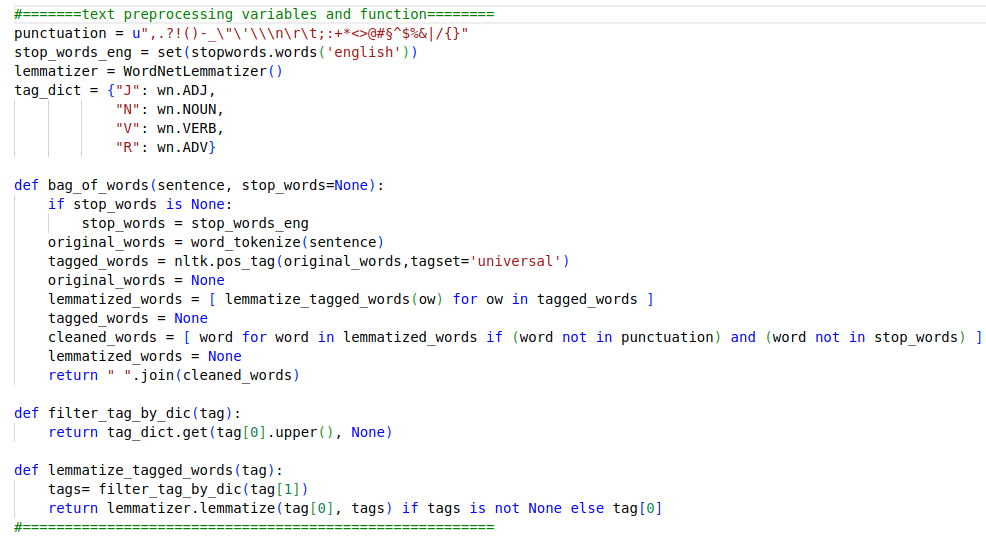 #=======text preprocessing variables and function========
punctuation = u",.?!()-_\"\'\\\n\r\t;:+*<>@#§^$%&|/{}"
stop_words_eng = set(stopwords.words('english'))
lemmatizer = WordNetLemmatizer()
tag_dict = {"J": wn.ADJ,
            "N": wn.NOUN,
            "V": wn.VERB,
            "R": wn.ADV}

def bag_of_words(sentence, stop_words=None):
    if stop_words is None:
        stop_words = stop_words_eng
    original_words = word_tokenize(sentence)
    tagged_words = nltk.pos_tag(original_words,tagset='universal')
    original_words = None
    lemmatized_words = [ lemmatize_tagged_words(ow) for ow in tagged_words ]
    tagged_words = None
    cleaned_words = [ word for word in lemmatized_words if (word not in punctuation) and (word not in stop_words) ]
    lemmatized_words = None
    return " ".join(cleaned_words)

def filter_tag_by_dic(tag):
    return tag_dict.get(tag[0].upper(), None)

def lemmatize_tagged_words(tag):
    tags= filter_tag_by_dic(tag[1])
    return lemmatizer.lemmatize(tag[0], tags) if tags is not None else tag[0]
#========================================================